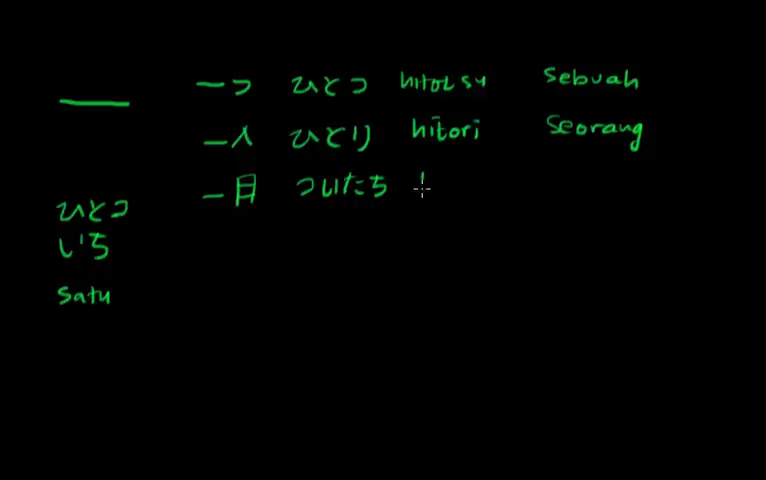 一 一つ ひとつ hitotsu sebuah
一人 ひとり hitori seorang
一日 ついたち t
ひとつ
いち
satu